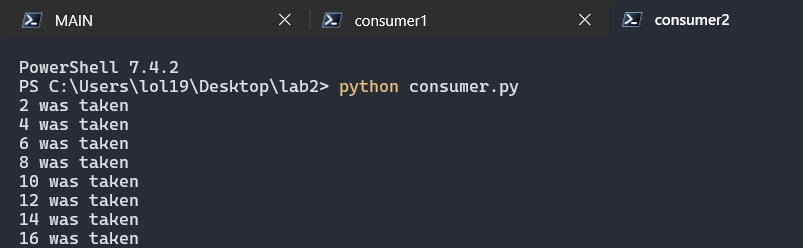 MAIN consumer1 consumer2
PowerShell 7.4.2
PS C:\Users\lol19\Desktop\lab2> python consumer.py
2 was taken
4 was taken
6 was taken
8 was taken
10 was taken
12 was taken
14 was taken
16 was taken